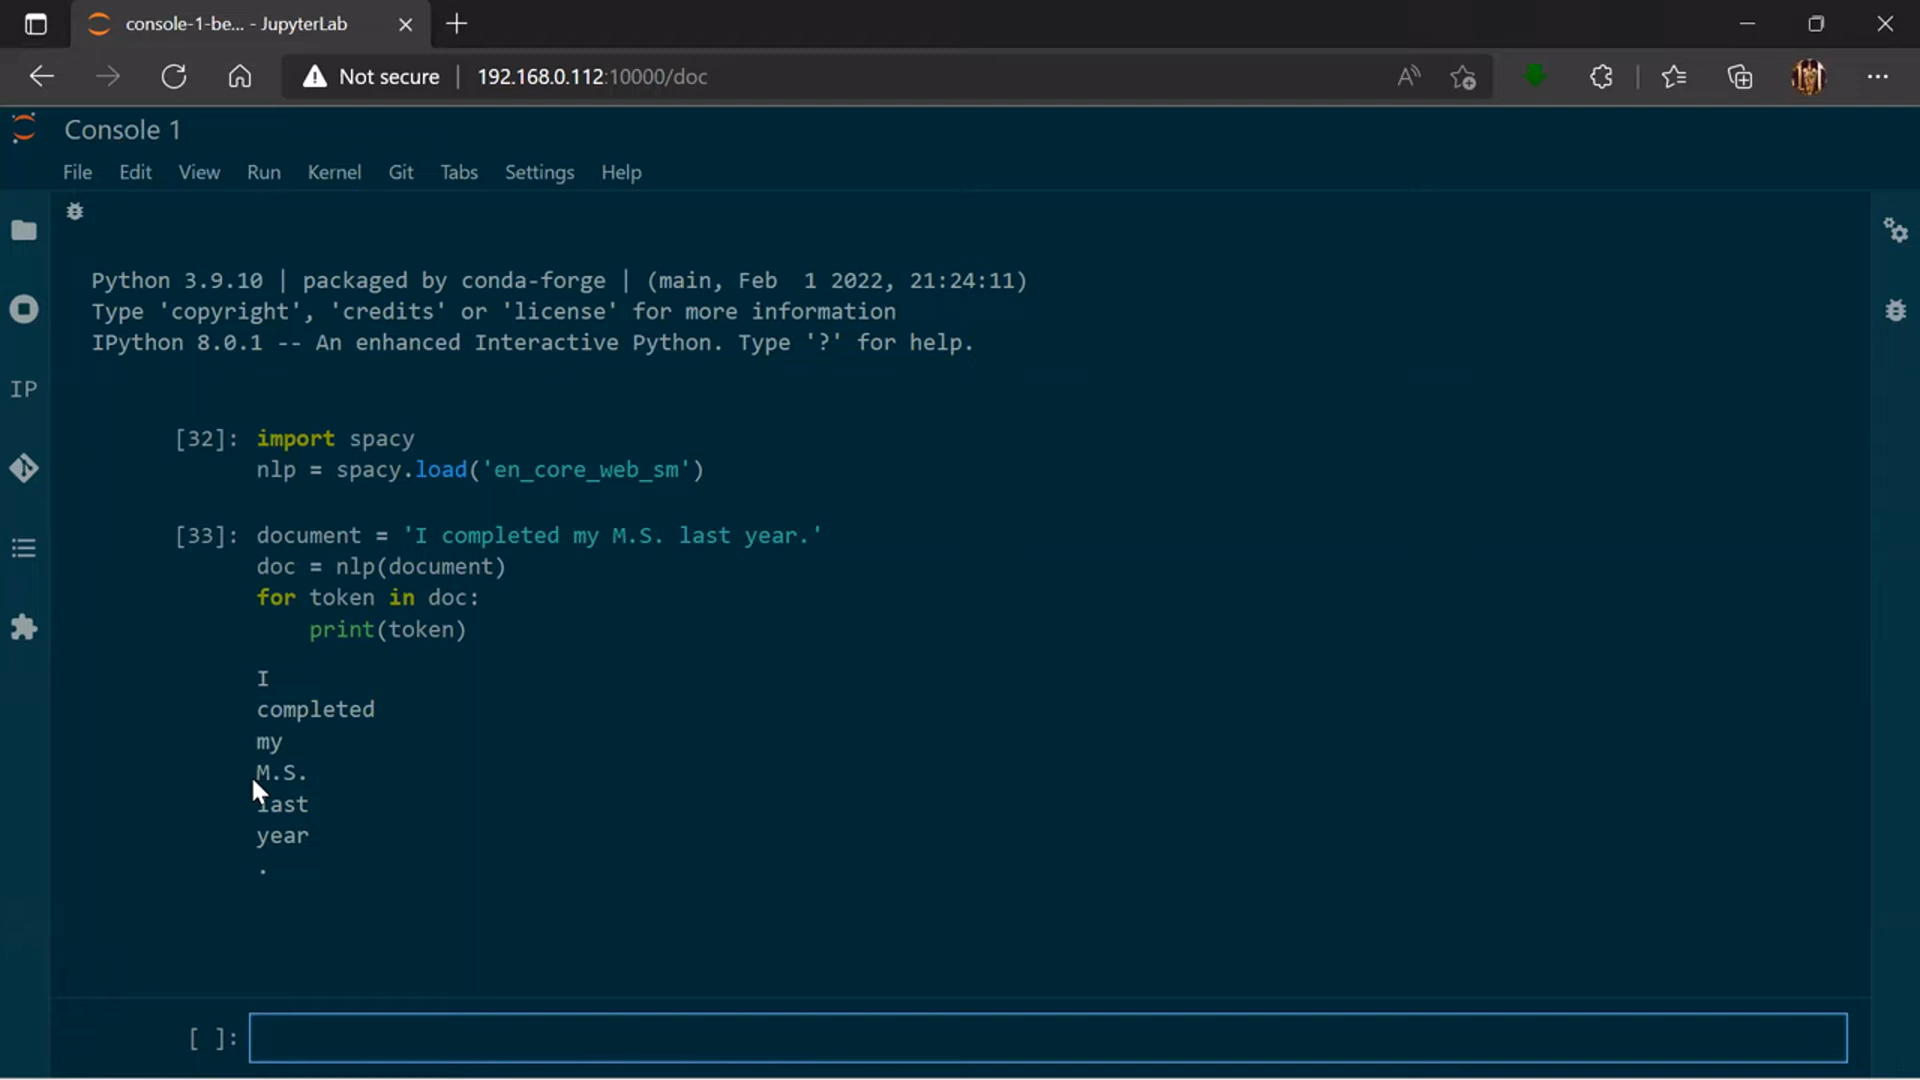 console-1-be... - JupyterLab
Not secure 192.168.0.112:10000/doc
Console 1
File Edit View Run Kernel Git Tabs Settings Help
Python 3.9.10 | packaged by conda-forge | (main, Feb  1 2022, 21:24:11)
Type 'copyright', 'credits' or 'license' for more information
IPython 8.0.1 -- An enhanced Interactive Python. Type '?' for help.
IP
[32]: import spacy
nlp = spacy.load('en_core_web_sm')
[33]: document = 'I completed my M.S. last year.'
doc = nlp(document)
for token in doc:
    print(token)
I
completed
my
M.S.
last
year
.
[ ]: